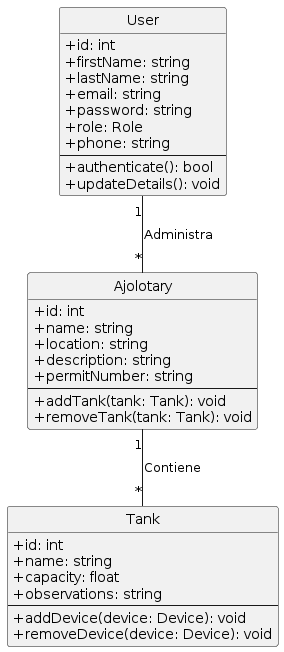 User
+id: int
+firstName: string
+lastName: string
+email: string
+password: string
+role: Role
+phone: string
+authenticate(): bool
+updateDetails(): void
1
Administra
*
Ajolotary
+id: int
+name: string
+location: string
+description: string
+permitNumber: string
+addTank(tank: Tank): void
+removeTank(tank: Tank): void
1
Contiene
*
Tank
+id: int
+name: string
+capacity: float
+observations: string
+addDevice(device: Device): void
+removeDevice(device: Device): void